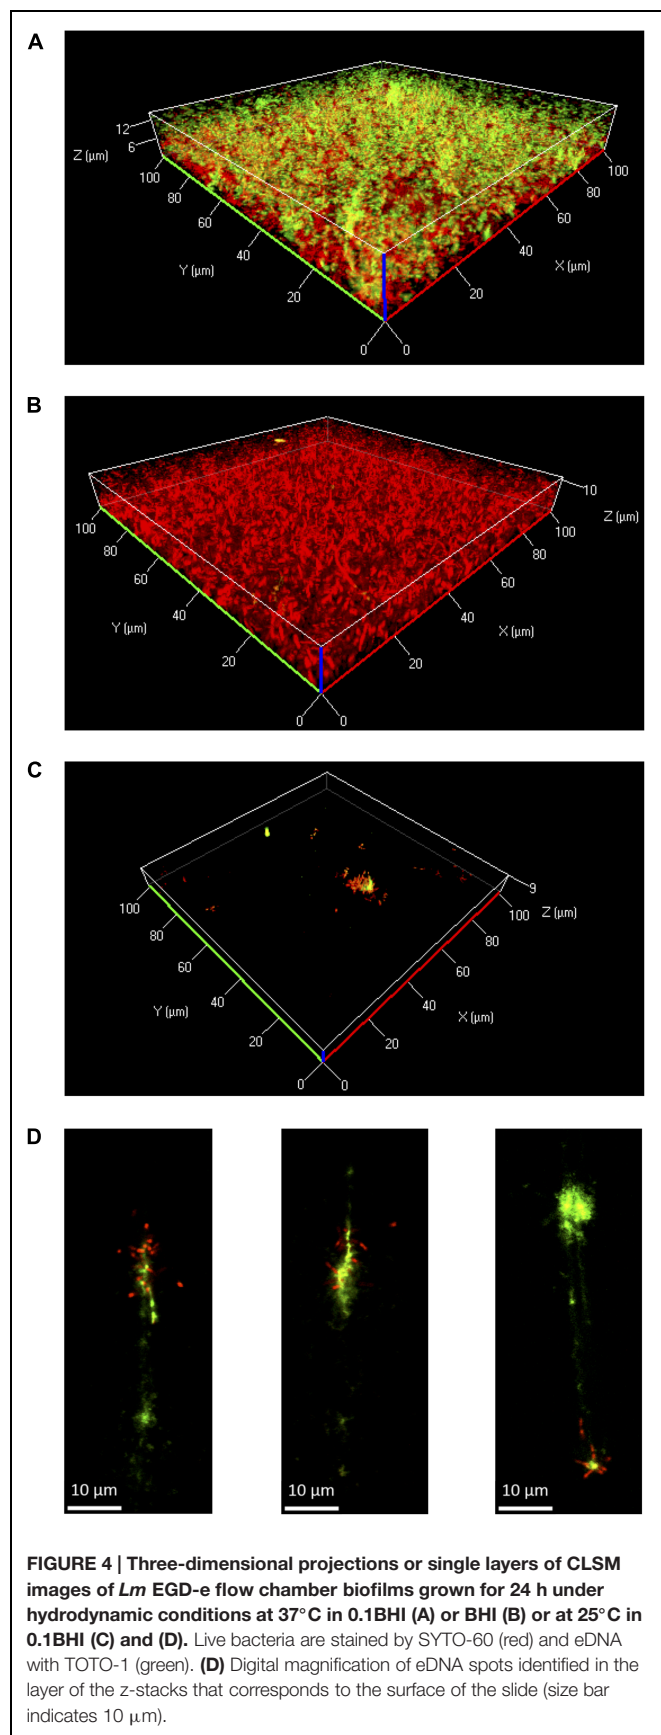 A
12
Z (µm)
6
100
80
60
40
20
0
Y (µm)
100
80
60
40
20
0
X (µm)
B
100
80
60
40
20
0
Y (µm)
10
Z (µm)
100
80
60
40
20
0
X (µm)
C
100
80
60
40
20
0
Y (µm)
9
Z (µm)
100
80
60
40
20
0
X (µm)
D
10 µm
10 µm
10 µm
FIGURE 4 | Three-dimensional projections or single layers of CLSM
images of Lm EGD-e flow chamber biofilms grown for 24 h under
hydrodynamic conditions at 37°C in 0.1BHI (A) or BHI (B) or at 25°C in
0.1BHI (C) and (D). Live bacteria are stained by SYTO-60 (red) and eDNA
with TOTO-1 (green). (D) Digital magnification of eDNA spots identified in the
layer of the z-stacks that corresponds to the surface of the slide (size bar
indicates 10 µm).